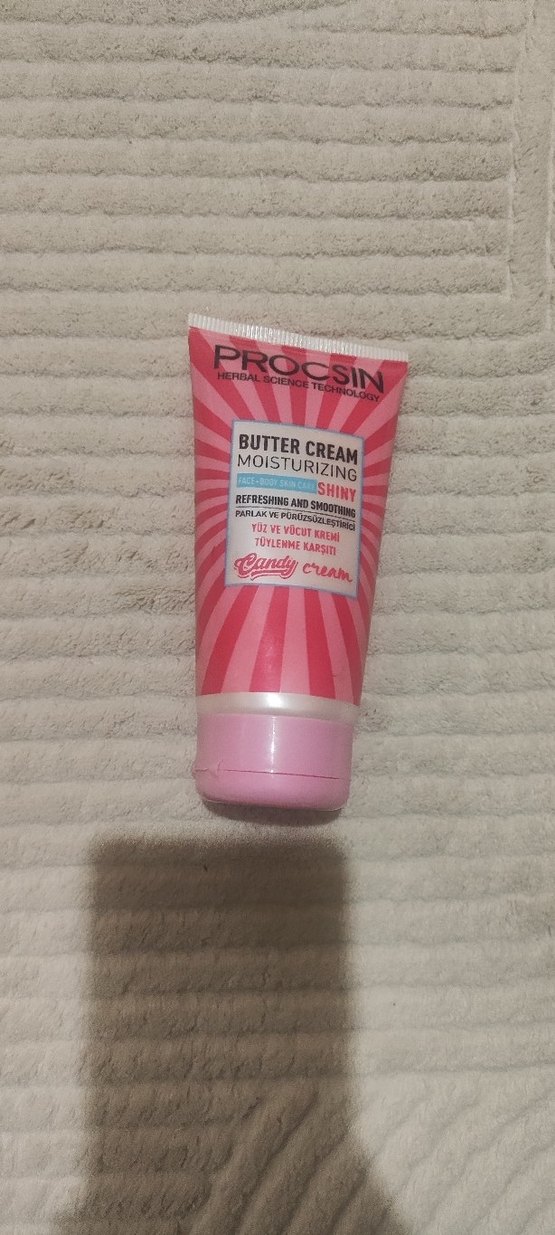 PROCSIN
HERBAL SCIENCE TECHNOLOGY
BUTTER CREAM
MOISTURIZING
FACE+BODY SKIN CARE SHINY
REFRESHING AND SMOOTHING
PARLAK VE PÜRÜZSÜZLEŞTİRİCİ
YÜZ VE VÜCUT KREMİ
TÜYLENME KARŞITI
Candy cream